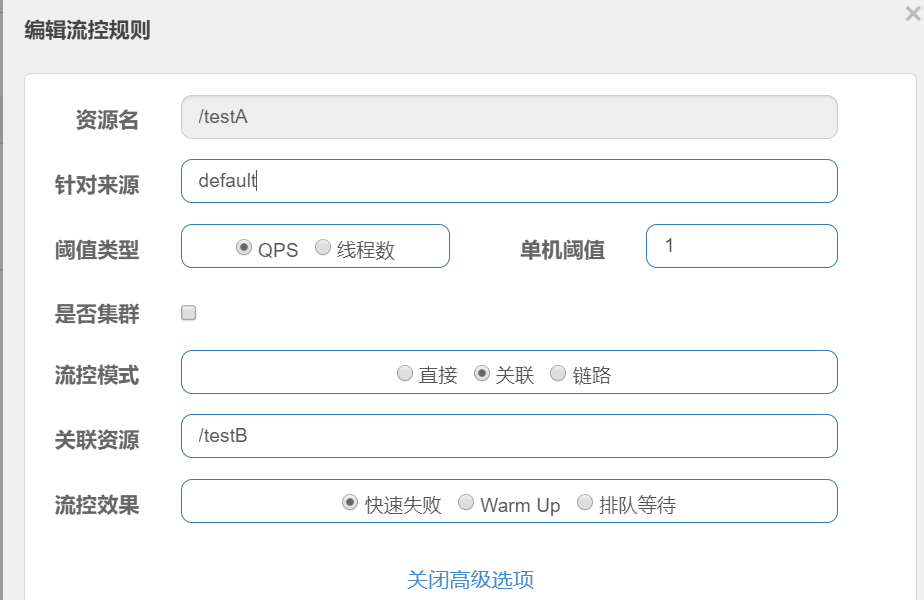 编辑流控规则
×
资源名 /testA
针对来源 default
阈值类型 QPS 线程数 单机阈值 1
是否集群
流控模式 直接 关联 链路
关联资源 /testB
流控效果 快速失败 Warm Up 排队等待
关闭高级选项